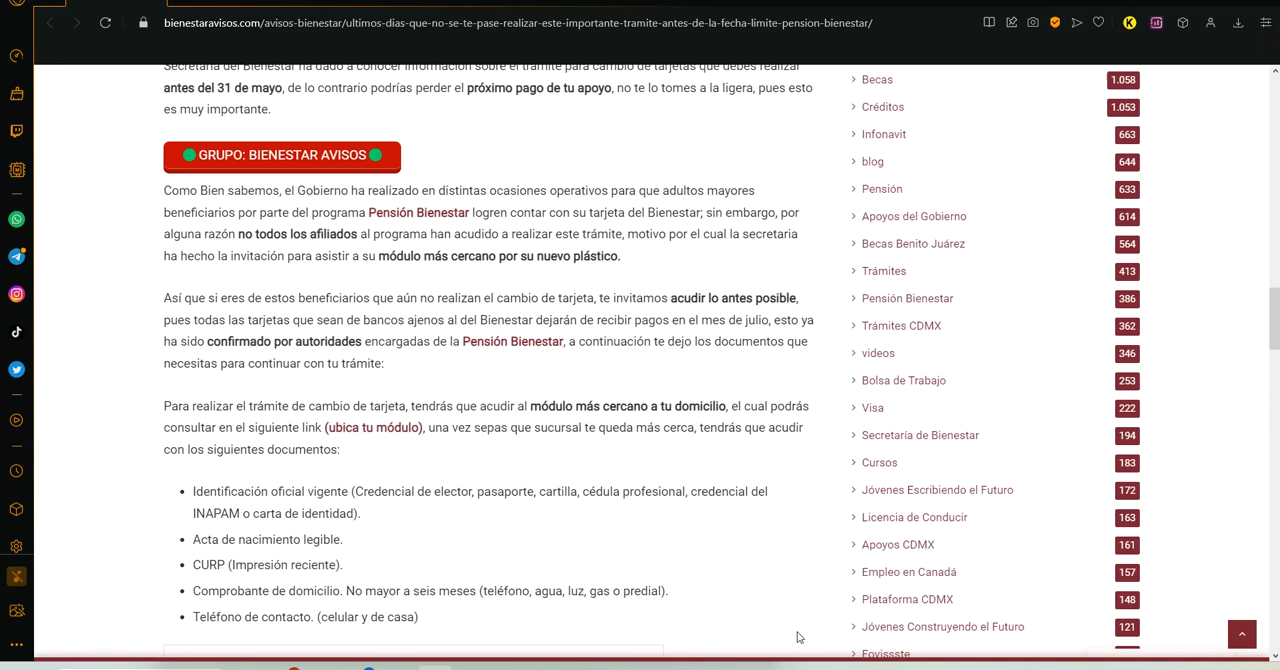 bienestaravisos.com/avisos-bienestar/ultimos-dias-que-no-se-te-pase-realizar-este-importante-tramite-antes-de-la-fecha-limite-pension-bienestar/
Secretaría del Bienestar ha dado a conocer información sobre el trámite para cambio de tarjetas que debes realizar
antes del 31 de mayo, de lo contrario podrías perder el próximo pago de tu apoyo, no te lo tomes a la ligera, pues esto
es muy importante.
GRUPO: BIENESTAR AVISOS
Como Bien sabemos, el Gobierno ha realizado en distintas ocasiones operativos para que adultos mayores
beneficiarios por parte del programa Pensión Bienestar logren contar con su tarjeta del Bienestar; sin embargo, por
alguna razón no todos los afiliados al programa han acudido a realizar este trámite, motivo por el cual la secretaria
ha hecho la invitación para asistir a su módulo más cercano por su nuevo plástico.
Así que si eres de estos beneficiarios que aún no realizan el cambio de tarjeta, te invitamos acudir lo antes posible,
pues todas las tarjetas que sean de bancos ajenos al del Bienestar dejarán de recibir pagos en el mes de julio, esto ya
ha sido confirmado por autoridades encargadas de la Pensión Bienestar, a continuación te dejo los documentos que
necesitas para continuar con tu trámite:
Para realizar el trámite de cambio de tarjeta, tendrás que acudir al módulo más cercano a tu domicilio, el cual podrás
consultar en el siguiente link (ubica tu módulo), una vez sepas que sucursal te queda más cerca, tendrás que acudir
con los siguientes documentos:
• Identificación oficial vigente (Credencial de elector, pasaporte, cartilla, cédula profesional, credencial del
INAPAM o carta de identidad).
• Acta de nacimiento legible.
• CURP (Impresión reciente).
• Comprobante de domicilio. No mayor a seis meses (teléfono, agua, luz, gas o predial).
• Teléfono de contacto. (celular y de casa)
Becas 1.058
Créditos 1.053
Infonavit 663
blog 644
Pensión 633
Apoyos del Gobierno 614
Becas Benito Juárez 564
Trámites 413
Pensión Bienestar 386
Trámites CDMX 362
videos 346
Bolsa de Trabajo 253
Visa 222
Secretaría de Bienestar 194
Cursos 183
Jóvenes Escribiendo el Futuro 172
Licencia de Conducir 163
Apoyos CDMX 161
Empleo en Canadá 157
Plataforma CDMX 148
Jóvenes Construyendo el Futuro 121
Fovissste